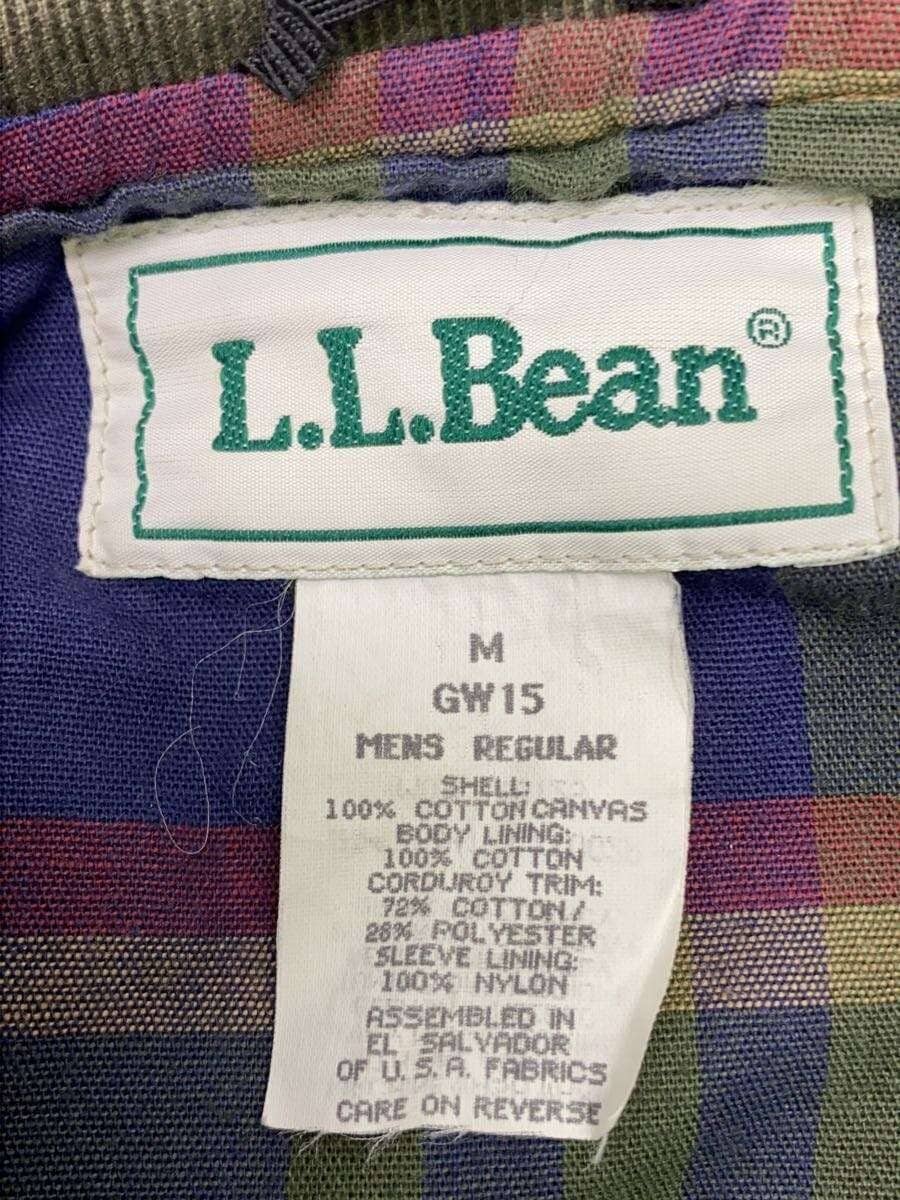 L.L.Bean®
M
GW15
MENS REGULAR
SHELL:
100% COTTON CANVAS
BODY LINING:
100% COTTON
CORDUROY TRIM:
72% COTTON/
28% POLYESTER
SLEEVE LINING:
100% NYLON
ASSEMBLED IN
EL SALVADOR
OF U.S.A. FABRICS
CARE ON REVERSE